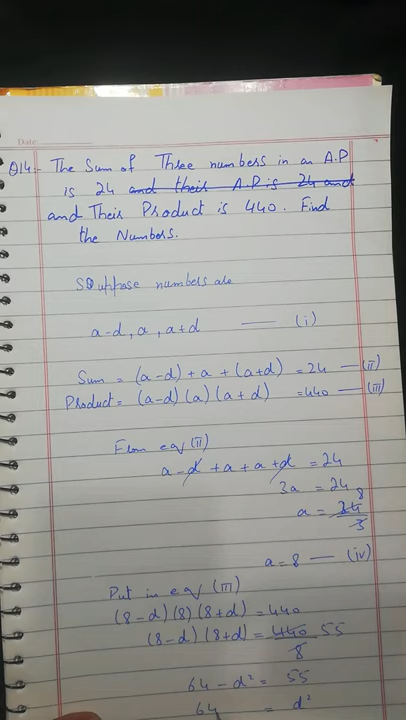 Date:
Q14:- The Sum of Three numbers in an A.P
is 24 and their A.P is 24 and
and Their Product is 440. Find
the Numbers.
Suppose numbers are
a-d, a, a+d —— (i)
Sum = (a-d) + a + (a+d) = 24 — (ii)
Product = (a-d) (a) (a+d) = 440 — (iii)
From eq (ii)
a-d + a + a + d = 24
3a = 24
a = 24/3 8
a = 8 — (iv)
Put in eq (iii)
(8-d) (8) (8+d) = 440
(8-d) (8+d) = 440/8 55
64 - d² = 55
64 = d²